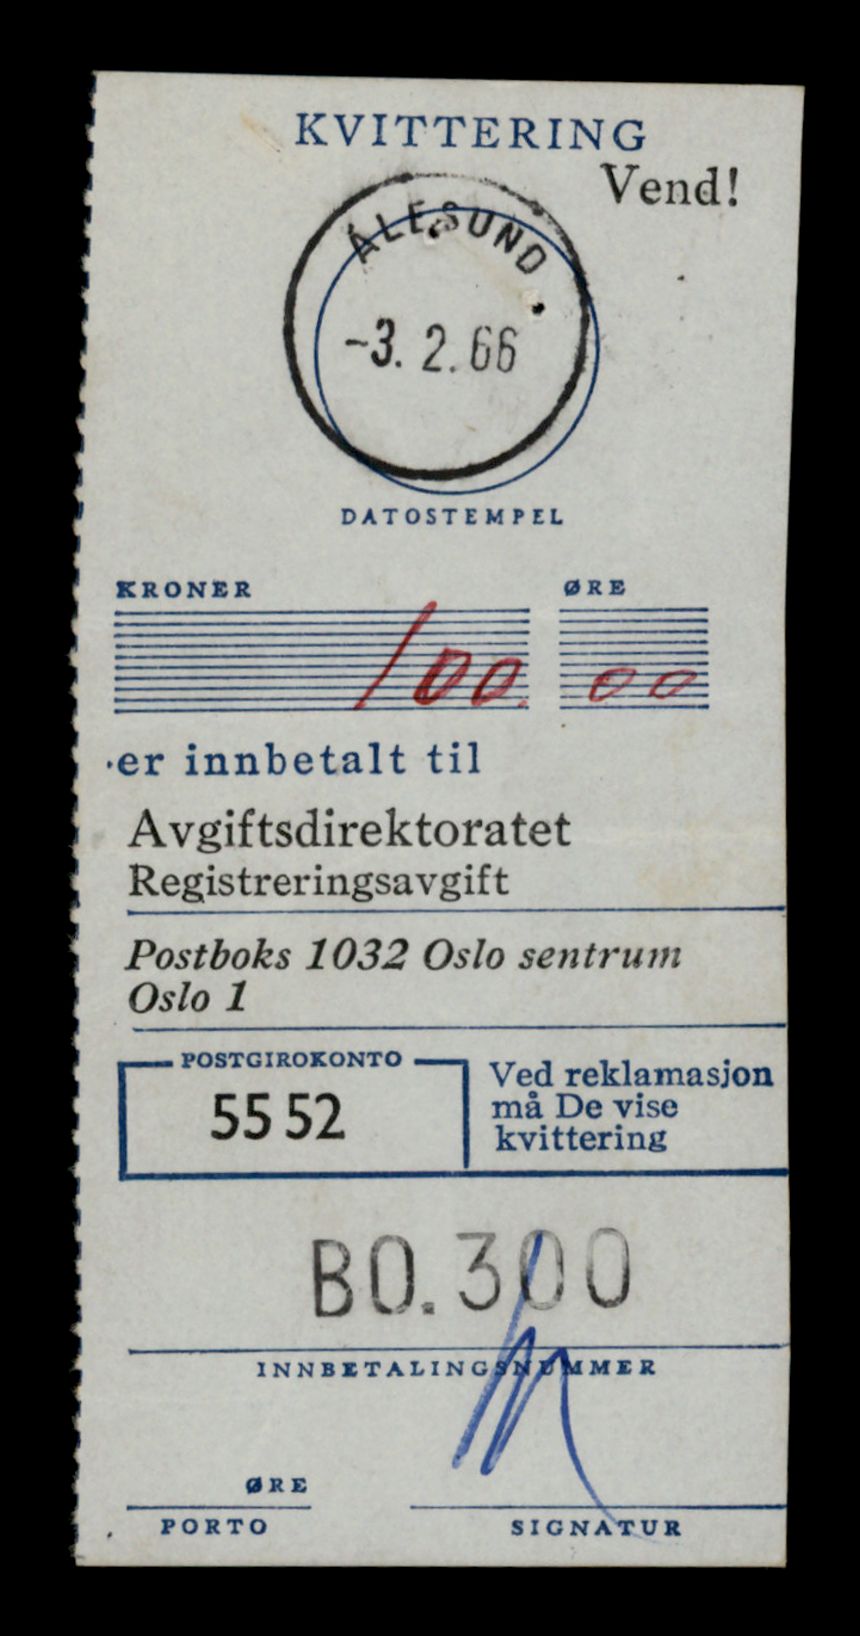 KVITTERING
Vend!
ÅLESUND
-3. 2. 66
DATOSTEMPEL
KRONER ØRE
100. 00
er innbetalt til
Avgiftsdirektoratet
Registreringsavgift
Postboks 1032 Oslo sentrum
Oslo 1
POSTGIROKONTO
55 52
Ved reklamasjon
må De vise
kvittering
B0.300
INNBETALINGSNUMMER
ØRE
PORTO SIGNATUR